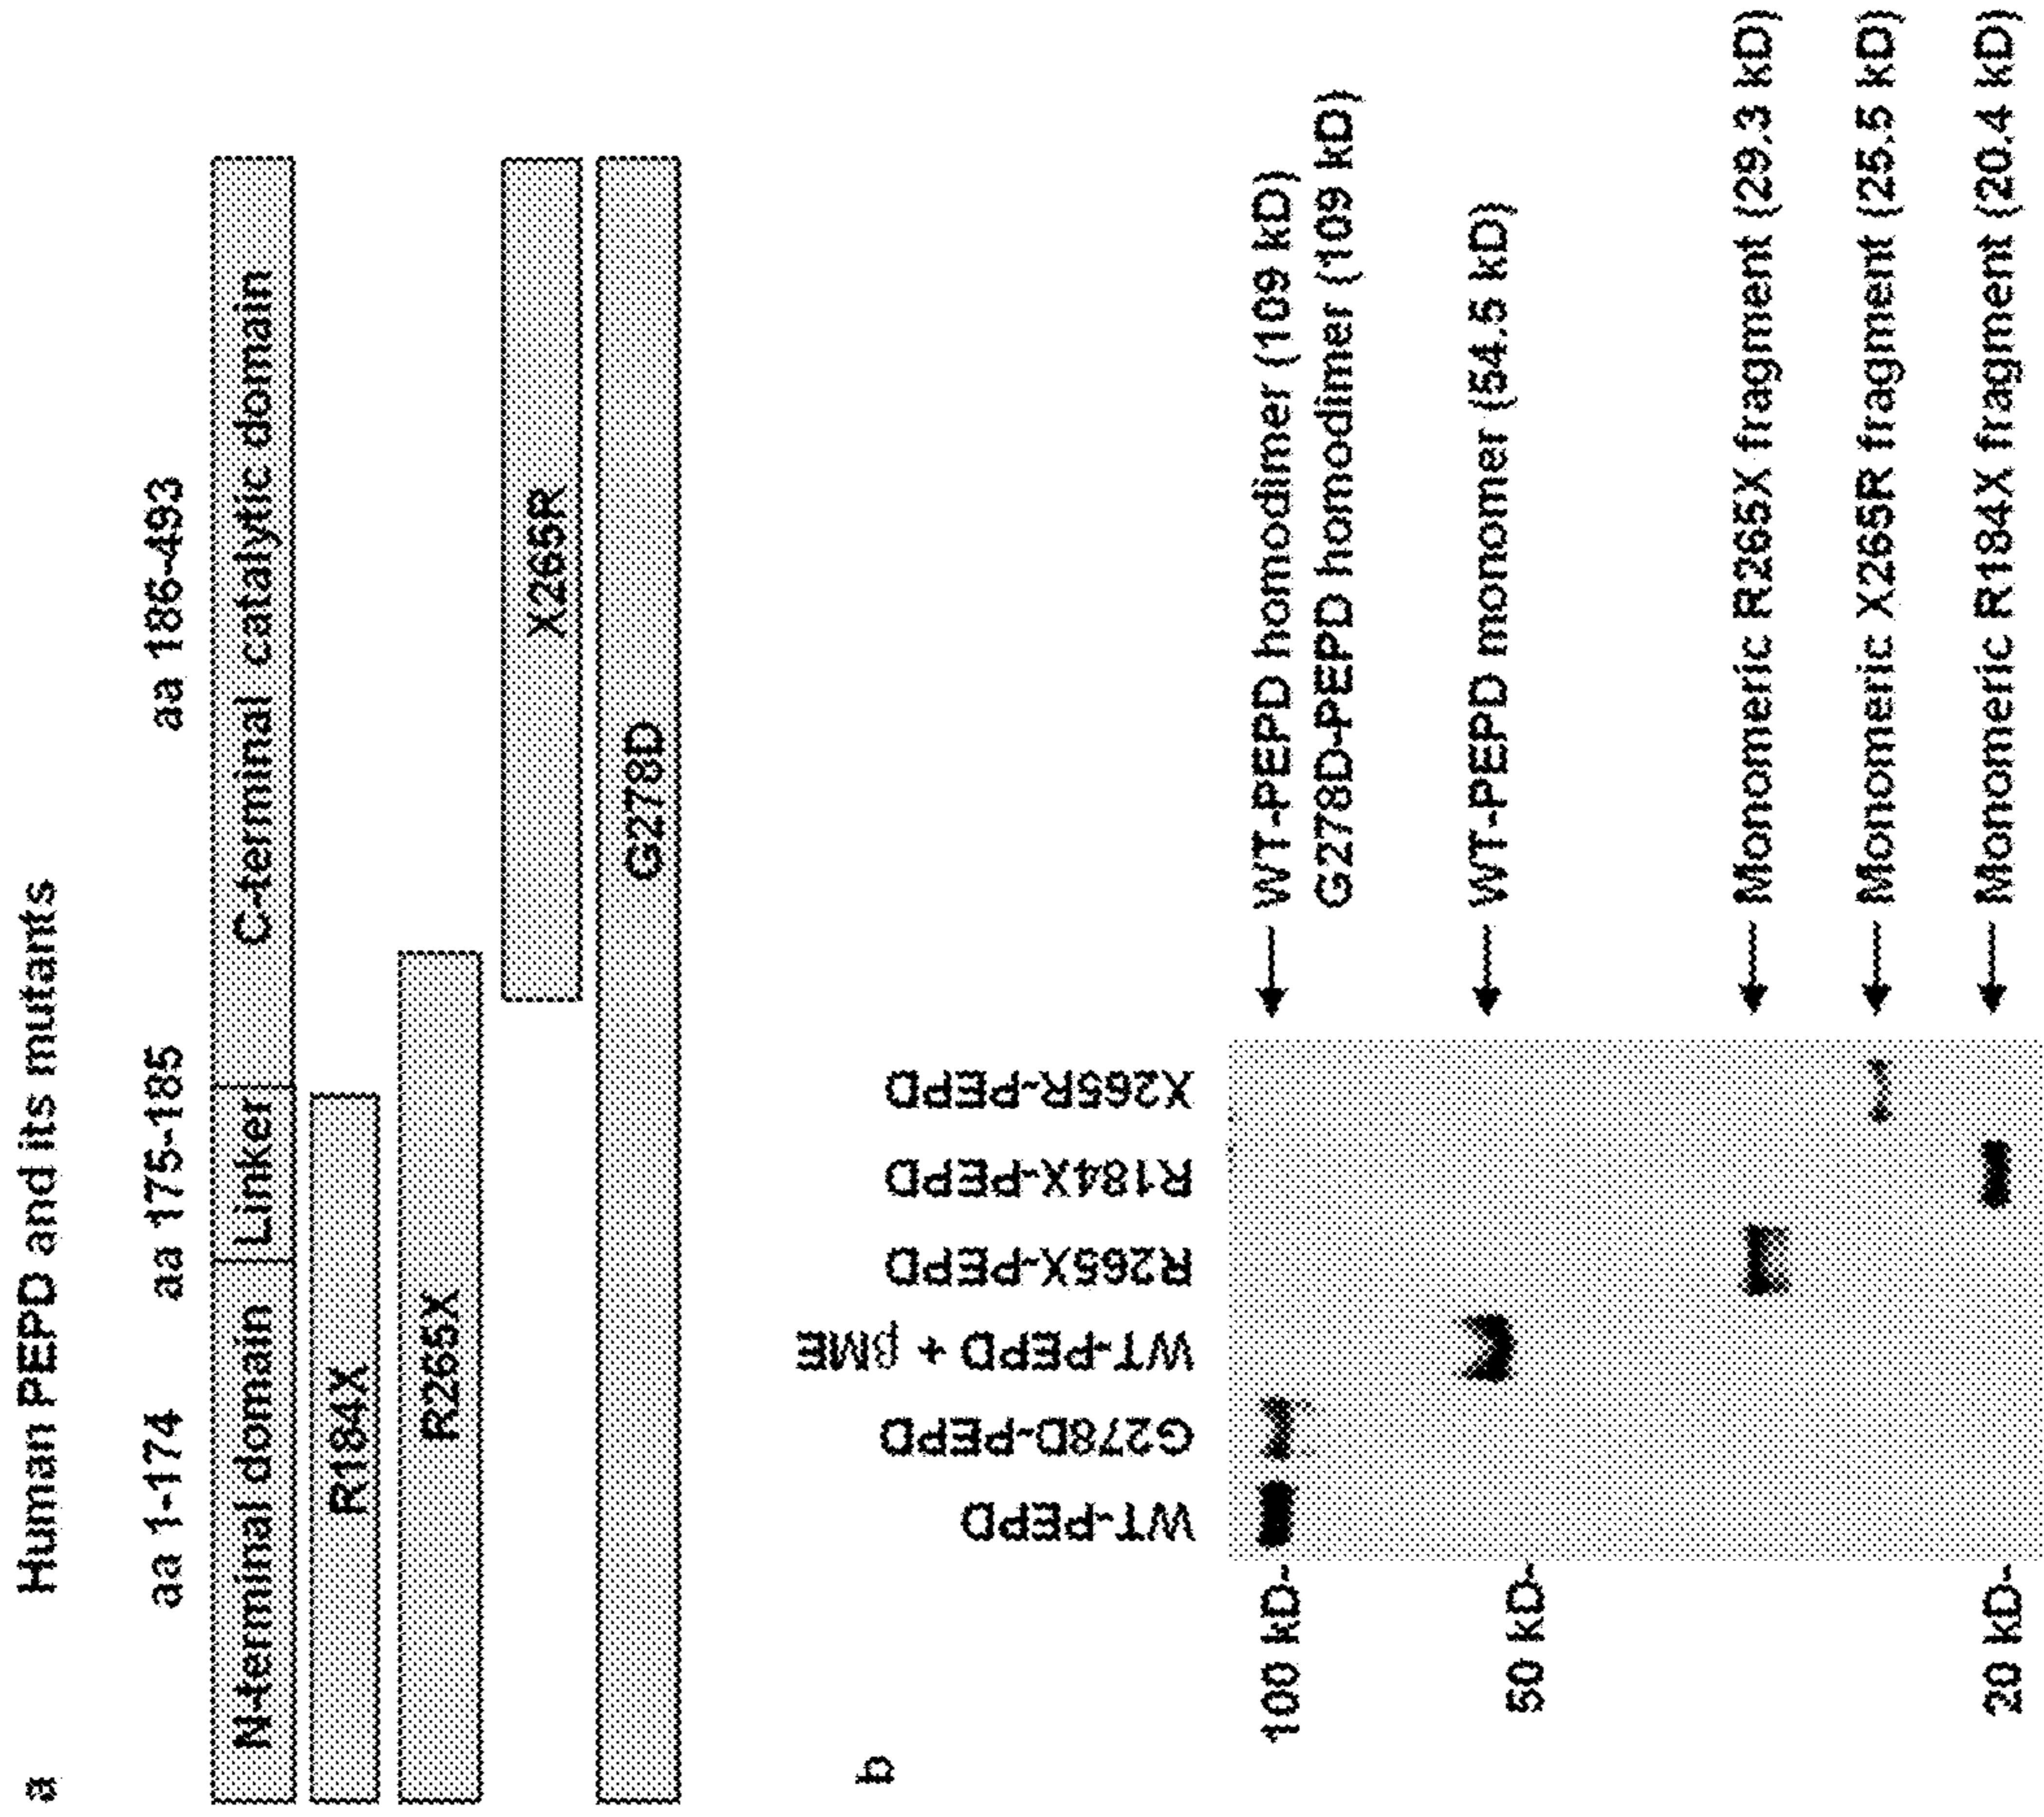 a Human PEPD and its mutants
aa 1-174 aa 175-185 aa 186-493
N-terminal domain Linker C-terminal catalytic domain
R184X
R265X
X265R
G278D
b
WT-PEPD
G278D-PEPD
WT-PEPD + βME
R265X-PEPD
R184X-PEPD
X265R-PEPD
100 kD-
50 kD-
20 kD-
WT-PEPD homodimer (109 kD)
G278D-PEPD homodimer (109 kD)
WT-PEPD monomer (54.5 kD)
Monomeric R265X fragment (29.3 kD)
Monomeric X265R fragment (25.5 kD)
Monomeric R184X fragment (20.4 kD)